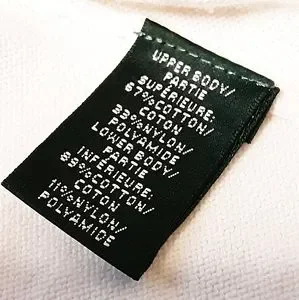 UPPER BODY/
PARTIE
SUPÉRIEURE:
67%COTTON/
COTON
33%NYLON/
POLYAMIDE
LOWER BODY/
PARTIE
INFÉRIEURE:
89%COTTON/
COTON
11%NYLON/
POLYAMIDE